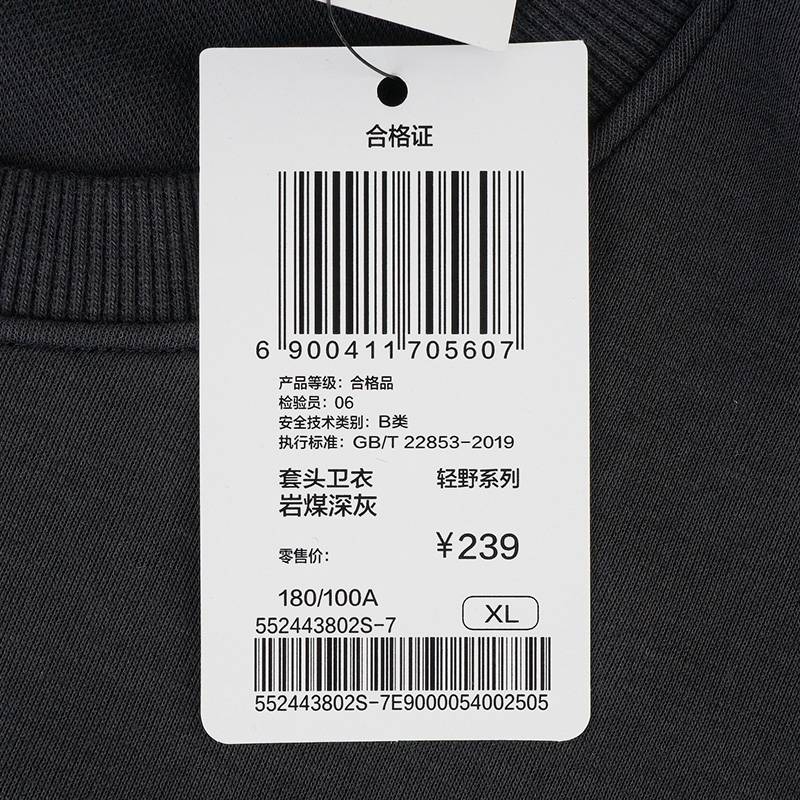 合格证
6 900411 705607
产品等级：合格品
检验员：06
安全技术类别：B类
执行标准：GB/T 22853-2019
套头卫衣 轻野系列
岩煤深灰
零售价： ¥239
180/100A XL
552443802S-7
552443802S-7E9000054002505